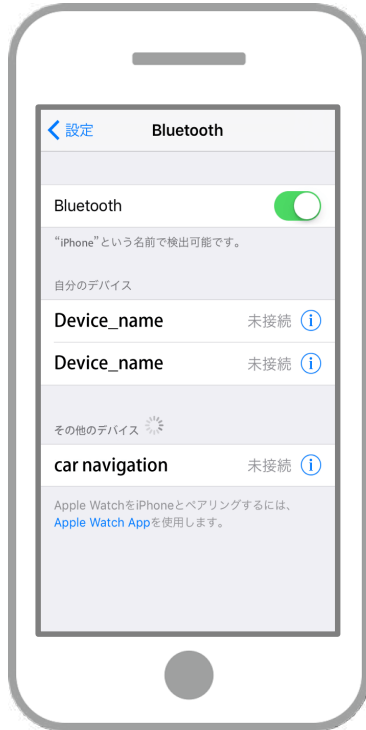 設定 Bluetooth
Bluetooth
“iPhone”という名前で検出可能です。
自分のデバイス
Device_name 未接続 i
Device_name 未接続 i
その他のデバイス
car navigation 未接続 i
Apple WatchをiPhoneとペアリングするには、
Apple Watch Appを使用します。